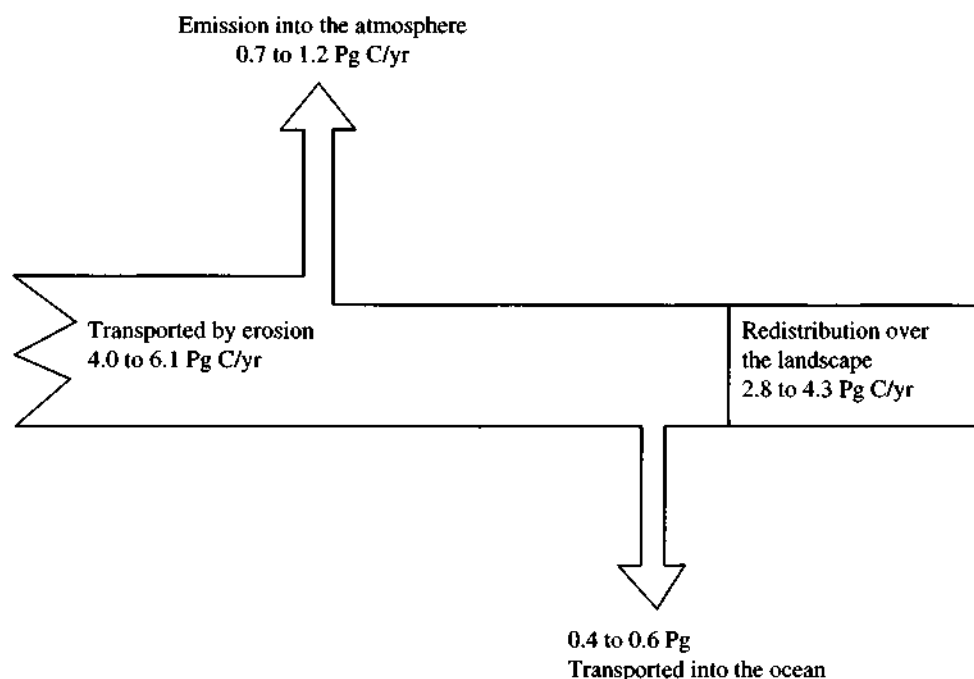 Emission into the atmosphere
0.7 to 1.2 Pg C/yr
Transported by erosion
4.0 to 6.1 Pg C/yr
Redistribution over
the landscape
2.8 to 4.3 Pg C/yr
0.4 to 0.6 Pg
Transported into the ocean